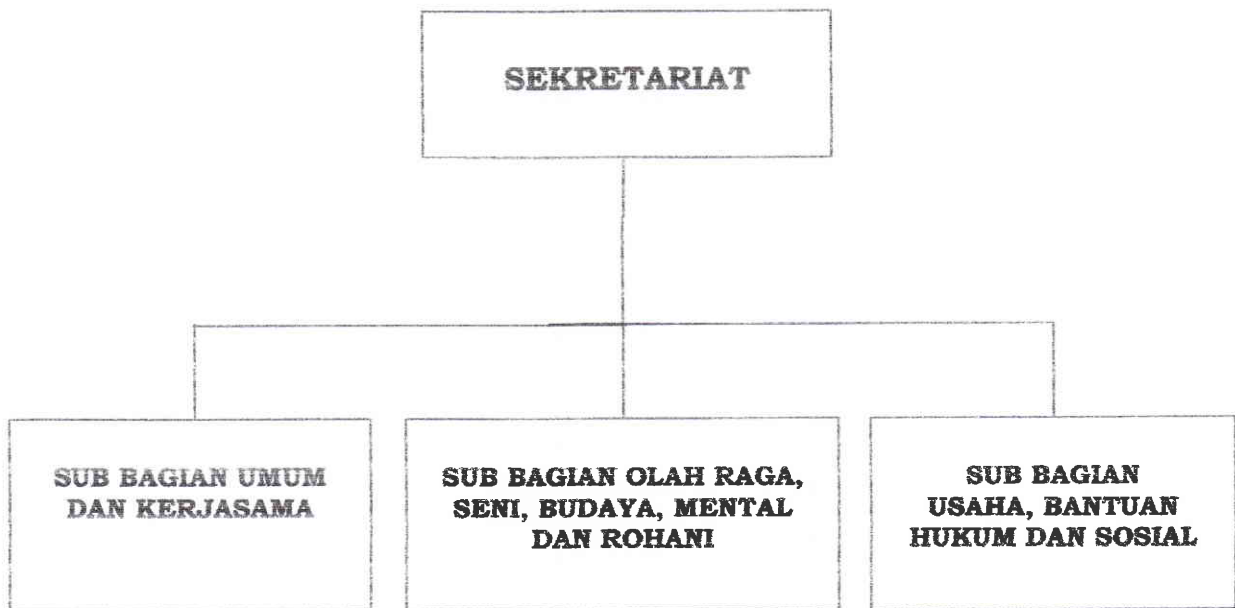 SEKRETARIAT
SUB BAGIAN UMUM
DAN KERJASAMA
SUB BAGIAN OLAH RAGA,
SENI, BUDAYA, MENTAL
DAN ROHANI
SUB BAGIAN
USAHA, BANTUAN
HUKUM DAN SOSIAL